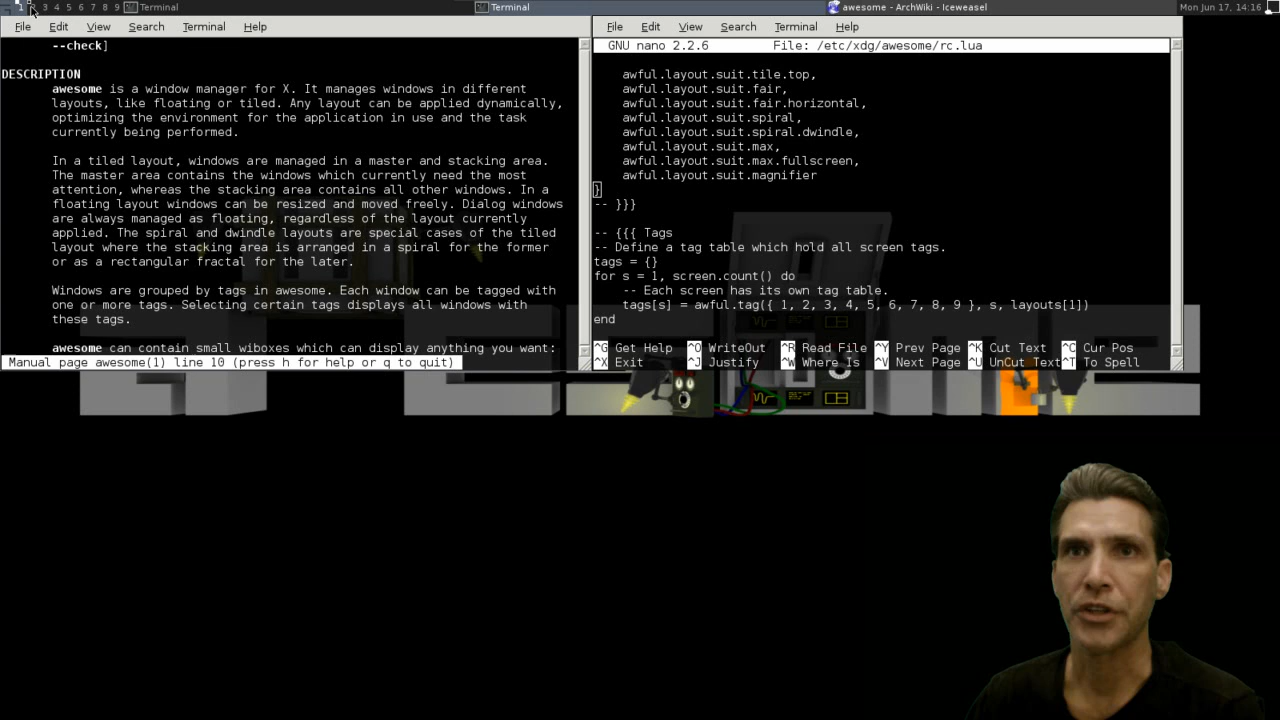 1 3 4 5 6 7 8 9 Terminal Terminal awesome - ArchWiki - Iceweasel Mon Jun 17, 14:16
File Edit View Search Terminal Help
--check]
DESCRIPTION
awesome is a window manager for X. It manages windows in different
layouts, like floating or tiled. Any layout can be applied dynamically,
optimizing the environment for the application in use and the task
currently being performed.
In a tiled layout, windows are managed in a master and stacking area.
The master area contains the windows which currently need the most
attention, whereas the stacking area contains all other windows. In a
floating layout windows can be resized and moved freely. Dialog windows
are always managed as floating, regardless of the layout currently
applied. The spiral and dwindle layouts are special cases of the tiled
layout where the stacking area is arranged in a spiral for the former
or as a rectangular fractal for the later.
Windows are grouped by tags in awesome. Each window can be tagged with
one or more tags. Selecting certain tags displays all windows with
these tags.
awesome can contain small wiboxes which can display anything you want:
Manual page awesome(1) line 10 (press h for help or q to quit)
File Edit View Search Terminal Help
GNU nano 2.2.6 File: /etc/xdg/awesome/rc.lua
awful.layout.suit.tile.top,
awful.layout.suit.fair,
awful.layout.suit.fair.horizontal,
awful.layout.suit.spiral,
awful.layout.suit.spiral.dwindle,
awful.layout.suit.max,
awful.layout.suit.max.fullscreen,
awful.layout.suit.magnifier
}
-- }}}
-- {{{ Tags
-- Define a tag table which hold all screen tags.
tags = {}
for s = 1, screen.count() do
-- Each screen has its own tag table.
tags[s] = awful.tag({ 1, 2, 3, 4, 5, 6, 7, 8, 9 }, s, layouts[1])
end
^G Get Help ^O WriteOut ^R Read File ^Y Prev Page ^K Cut Text ^C Cur Pos
^X Exit ^J Justify ^W Where Is ^V Next Page ^U UnCut Text ^T To Spell